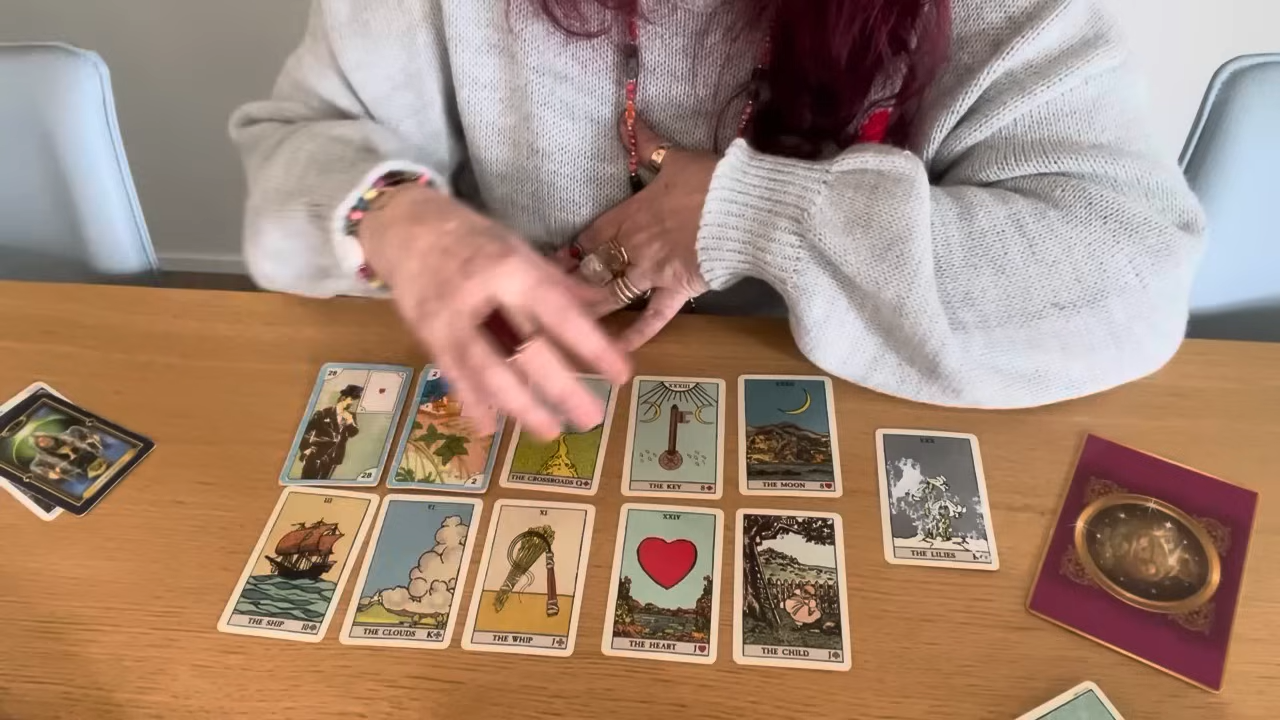 28
28
2
2
THE CROSSROADS Q♦
XXXIII
THE KEY 8♦
THE MOON 8♥
XXX
THE LILIES
III
THE SHIP 10♠
VI
THE CLOUDS K♣
XI
THE WHIP J♣
XXIV
THE HEART J♥
XIII
THE CHILD J♠